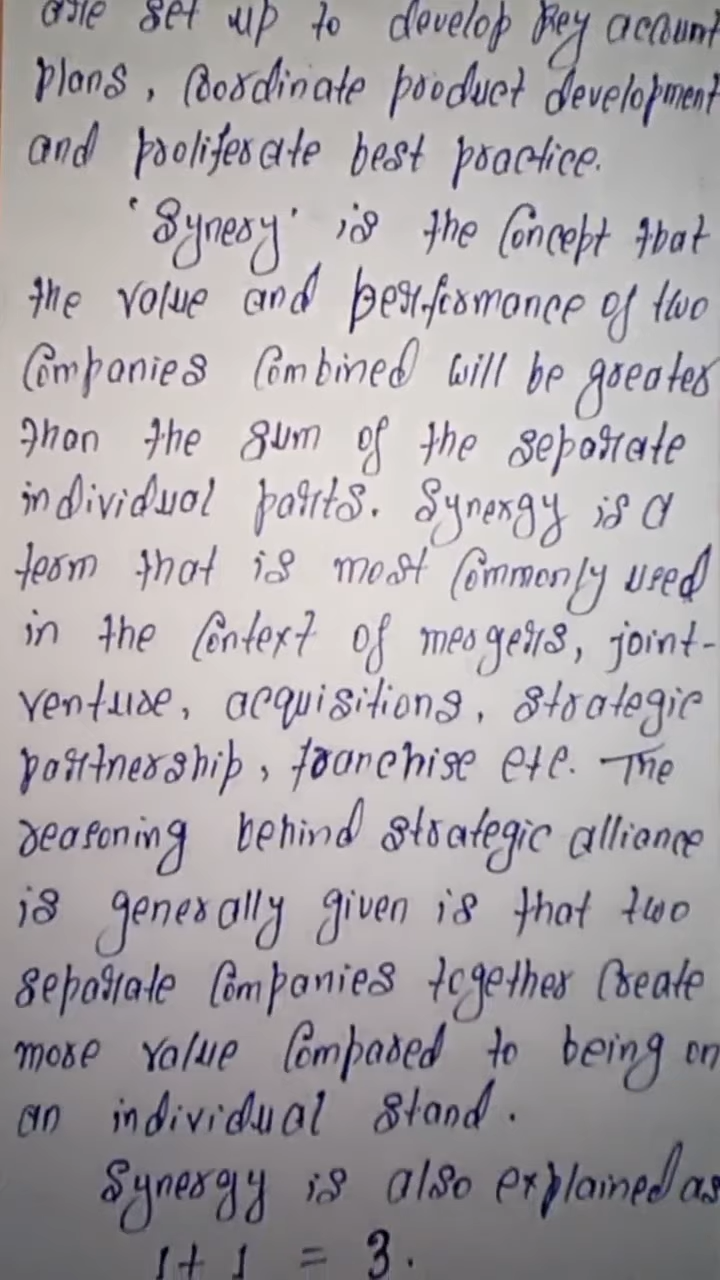 are set up to develop key account
plans, coordinate product development
and proliferate best practice.
'Synery' is the concept that
the value and performance of two
companies combined will be greater
than the sum of the separate
individual parts. Synergy is a
term that is most commonly used
in the context of mergers, joint-
venture, acquisitions, strategic
partnership, franchise etc. The
reasoning behind strategic alliance
is generally given is that two
separate companies together create
more value compared to being on
an individual stand.
Synergy is also explained as
1 + 1 = 3.